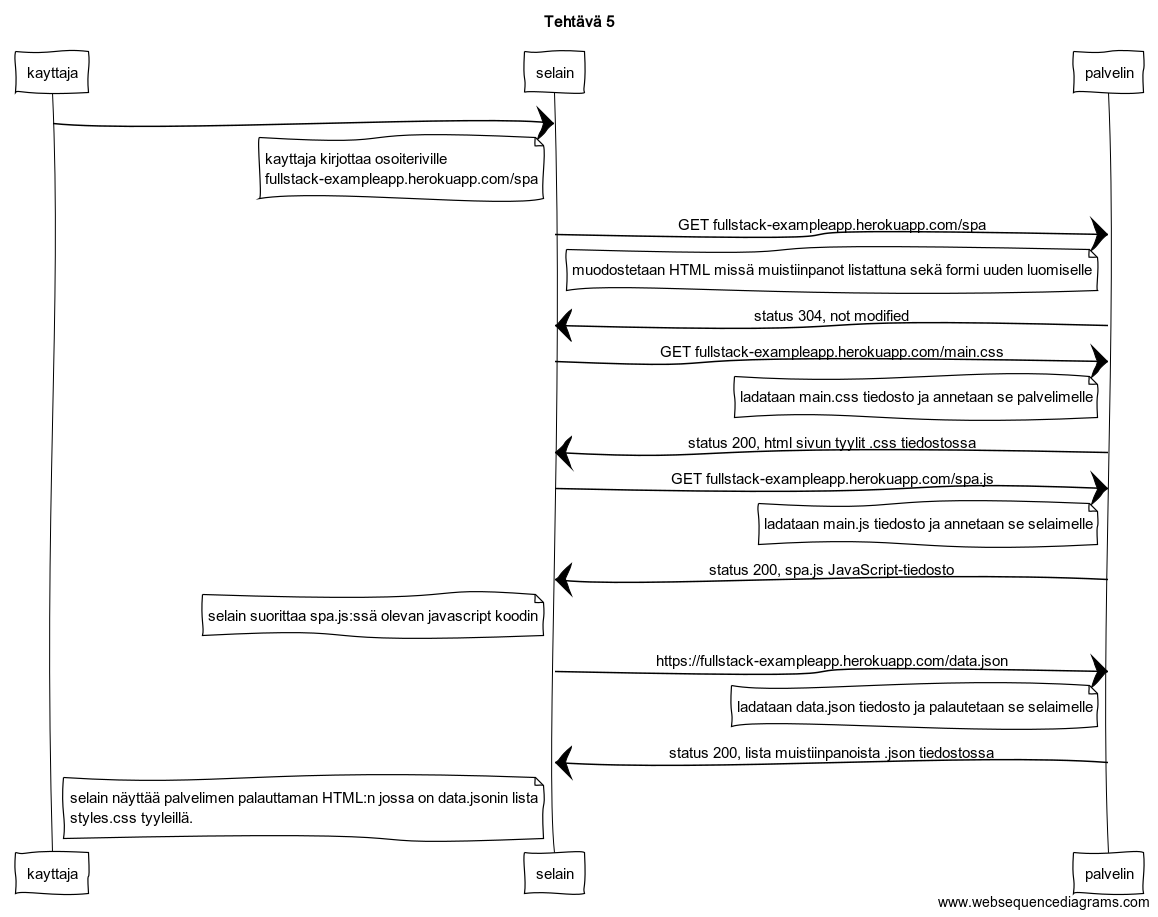 Tehtävä 5
kayttaja
selain
palvelin
kayttaja kirjottaa osoiteriville
fullstack-exampleapp.herokuapp.com/spa
GET fullstack-exampleapp.herokuapp.com/spa
muodostetaan HTML missä muistiinpanot listattuna sekä formi uuden luomiselle
status 304, not modified
GET fullstack-exampleapp.herokuapp.com/main.css
ladataan main.css tiedosto ja annetaan se palvelimelle
status 200, html sivun tyylit .css tiedostossa
GET fullstack-exampleapp.herokuapp.com/spa.js
ladataan main.js tiedosto ja annetaan se selaimelle
status 200, spa.js JavaScript-tiedosto
selain suorittaa spa.js:ssä olevan javascript koodin
https://fullstack-exampleapp.herokuapp.com/data.json
ladataan data.json tiedosto ja palautetaan se selaimelle
status 200, lista muistiinpanoista .json tiedostossa
selain näyttää palvelimen palauttaman HTML:n jossa on data.jsonin lista
styles.css tyyleillä.
kayttaja
selain
palvelin
www.websequencediagrams.com